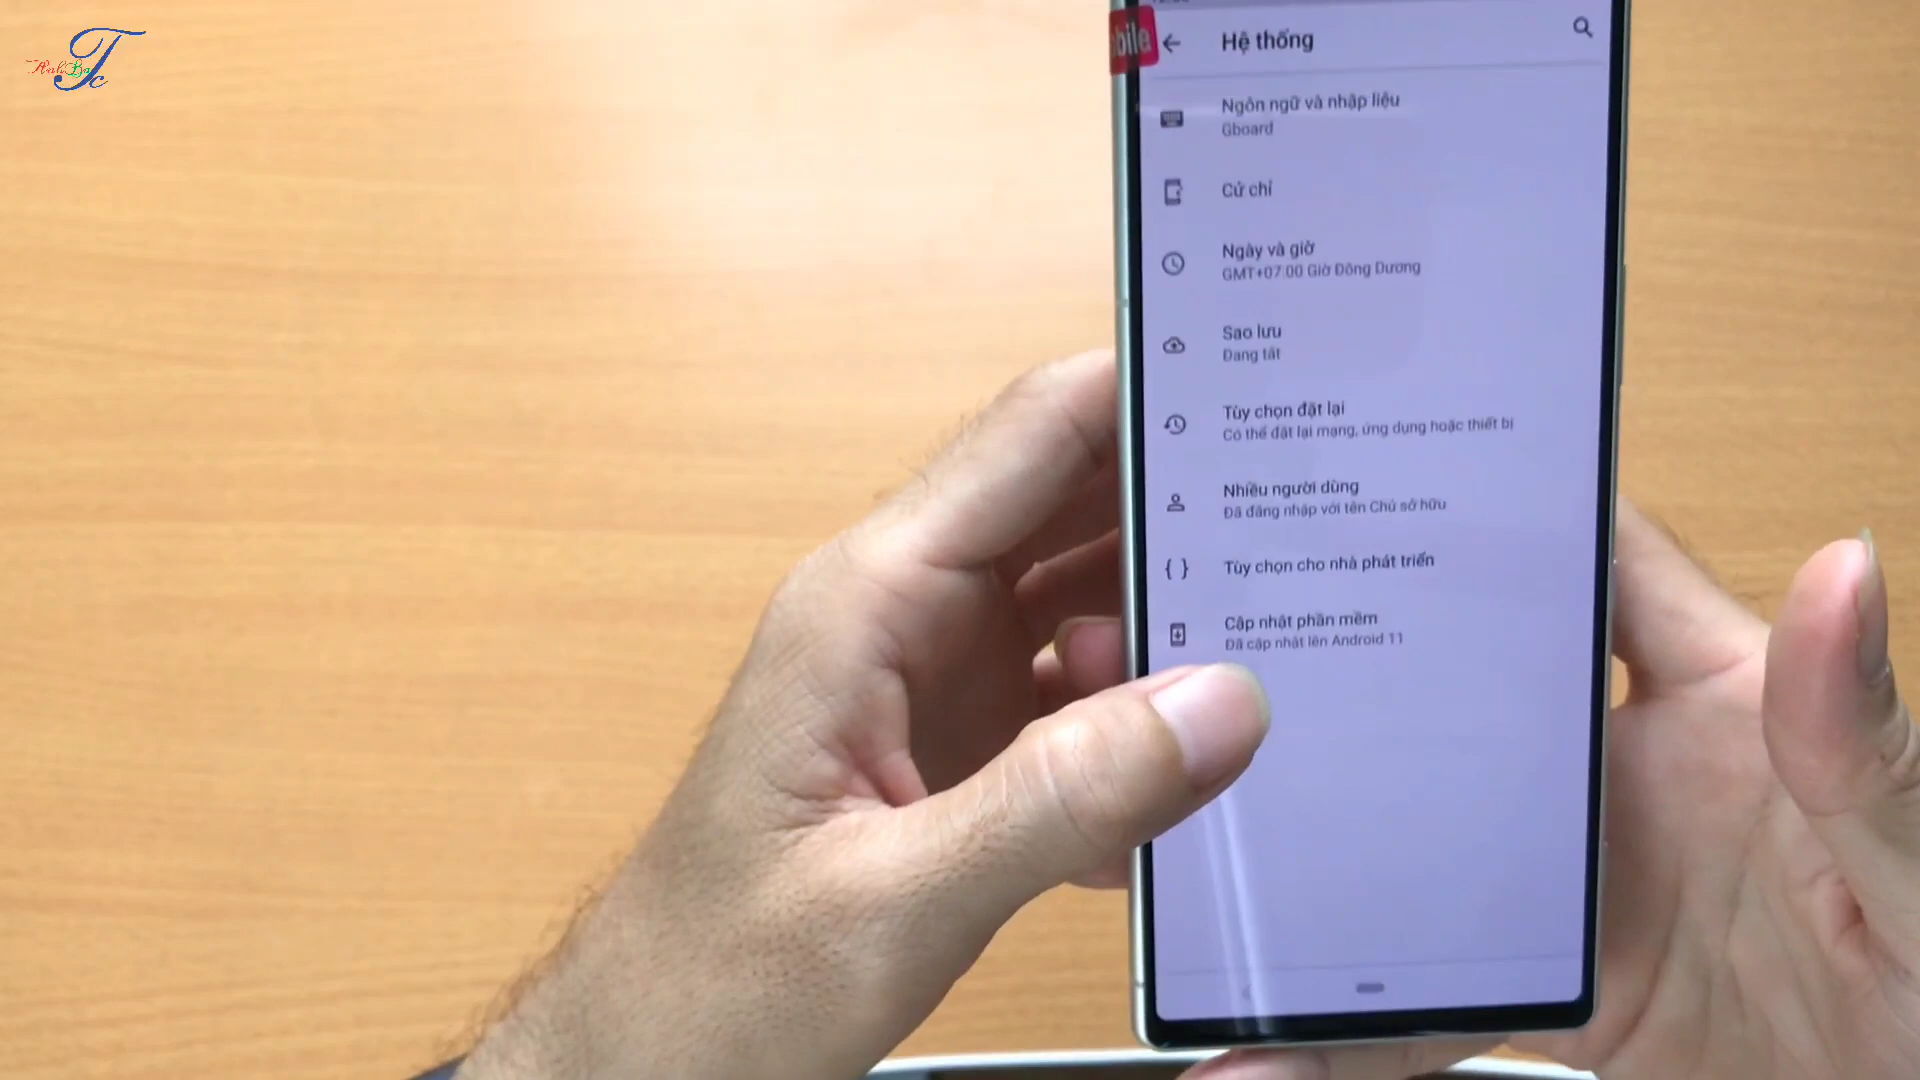 AnhBa
Tc
bile
Hệ thống
Ngôn ngữ và nhập liệu
Gboard
Cử chỉ
Ngày và giờ
GMT+07:00 Giờ Đông Dương
Sao lưu
Đang tắt
Tùy chọn đặt lại
Có thể đặt lại mạng, ứng dụng hoặc thiết bị
Nhiều người dùng
Đã đăng nhập với tên Chủ sở hữu
Tùy chọn cho nhà phát triển
Cập nhật phần mềm
Đã cập nhật lên Android 11